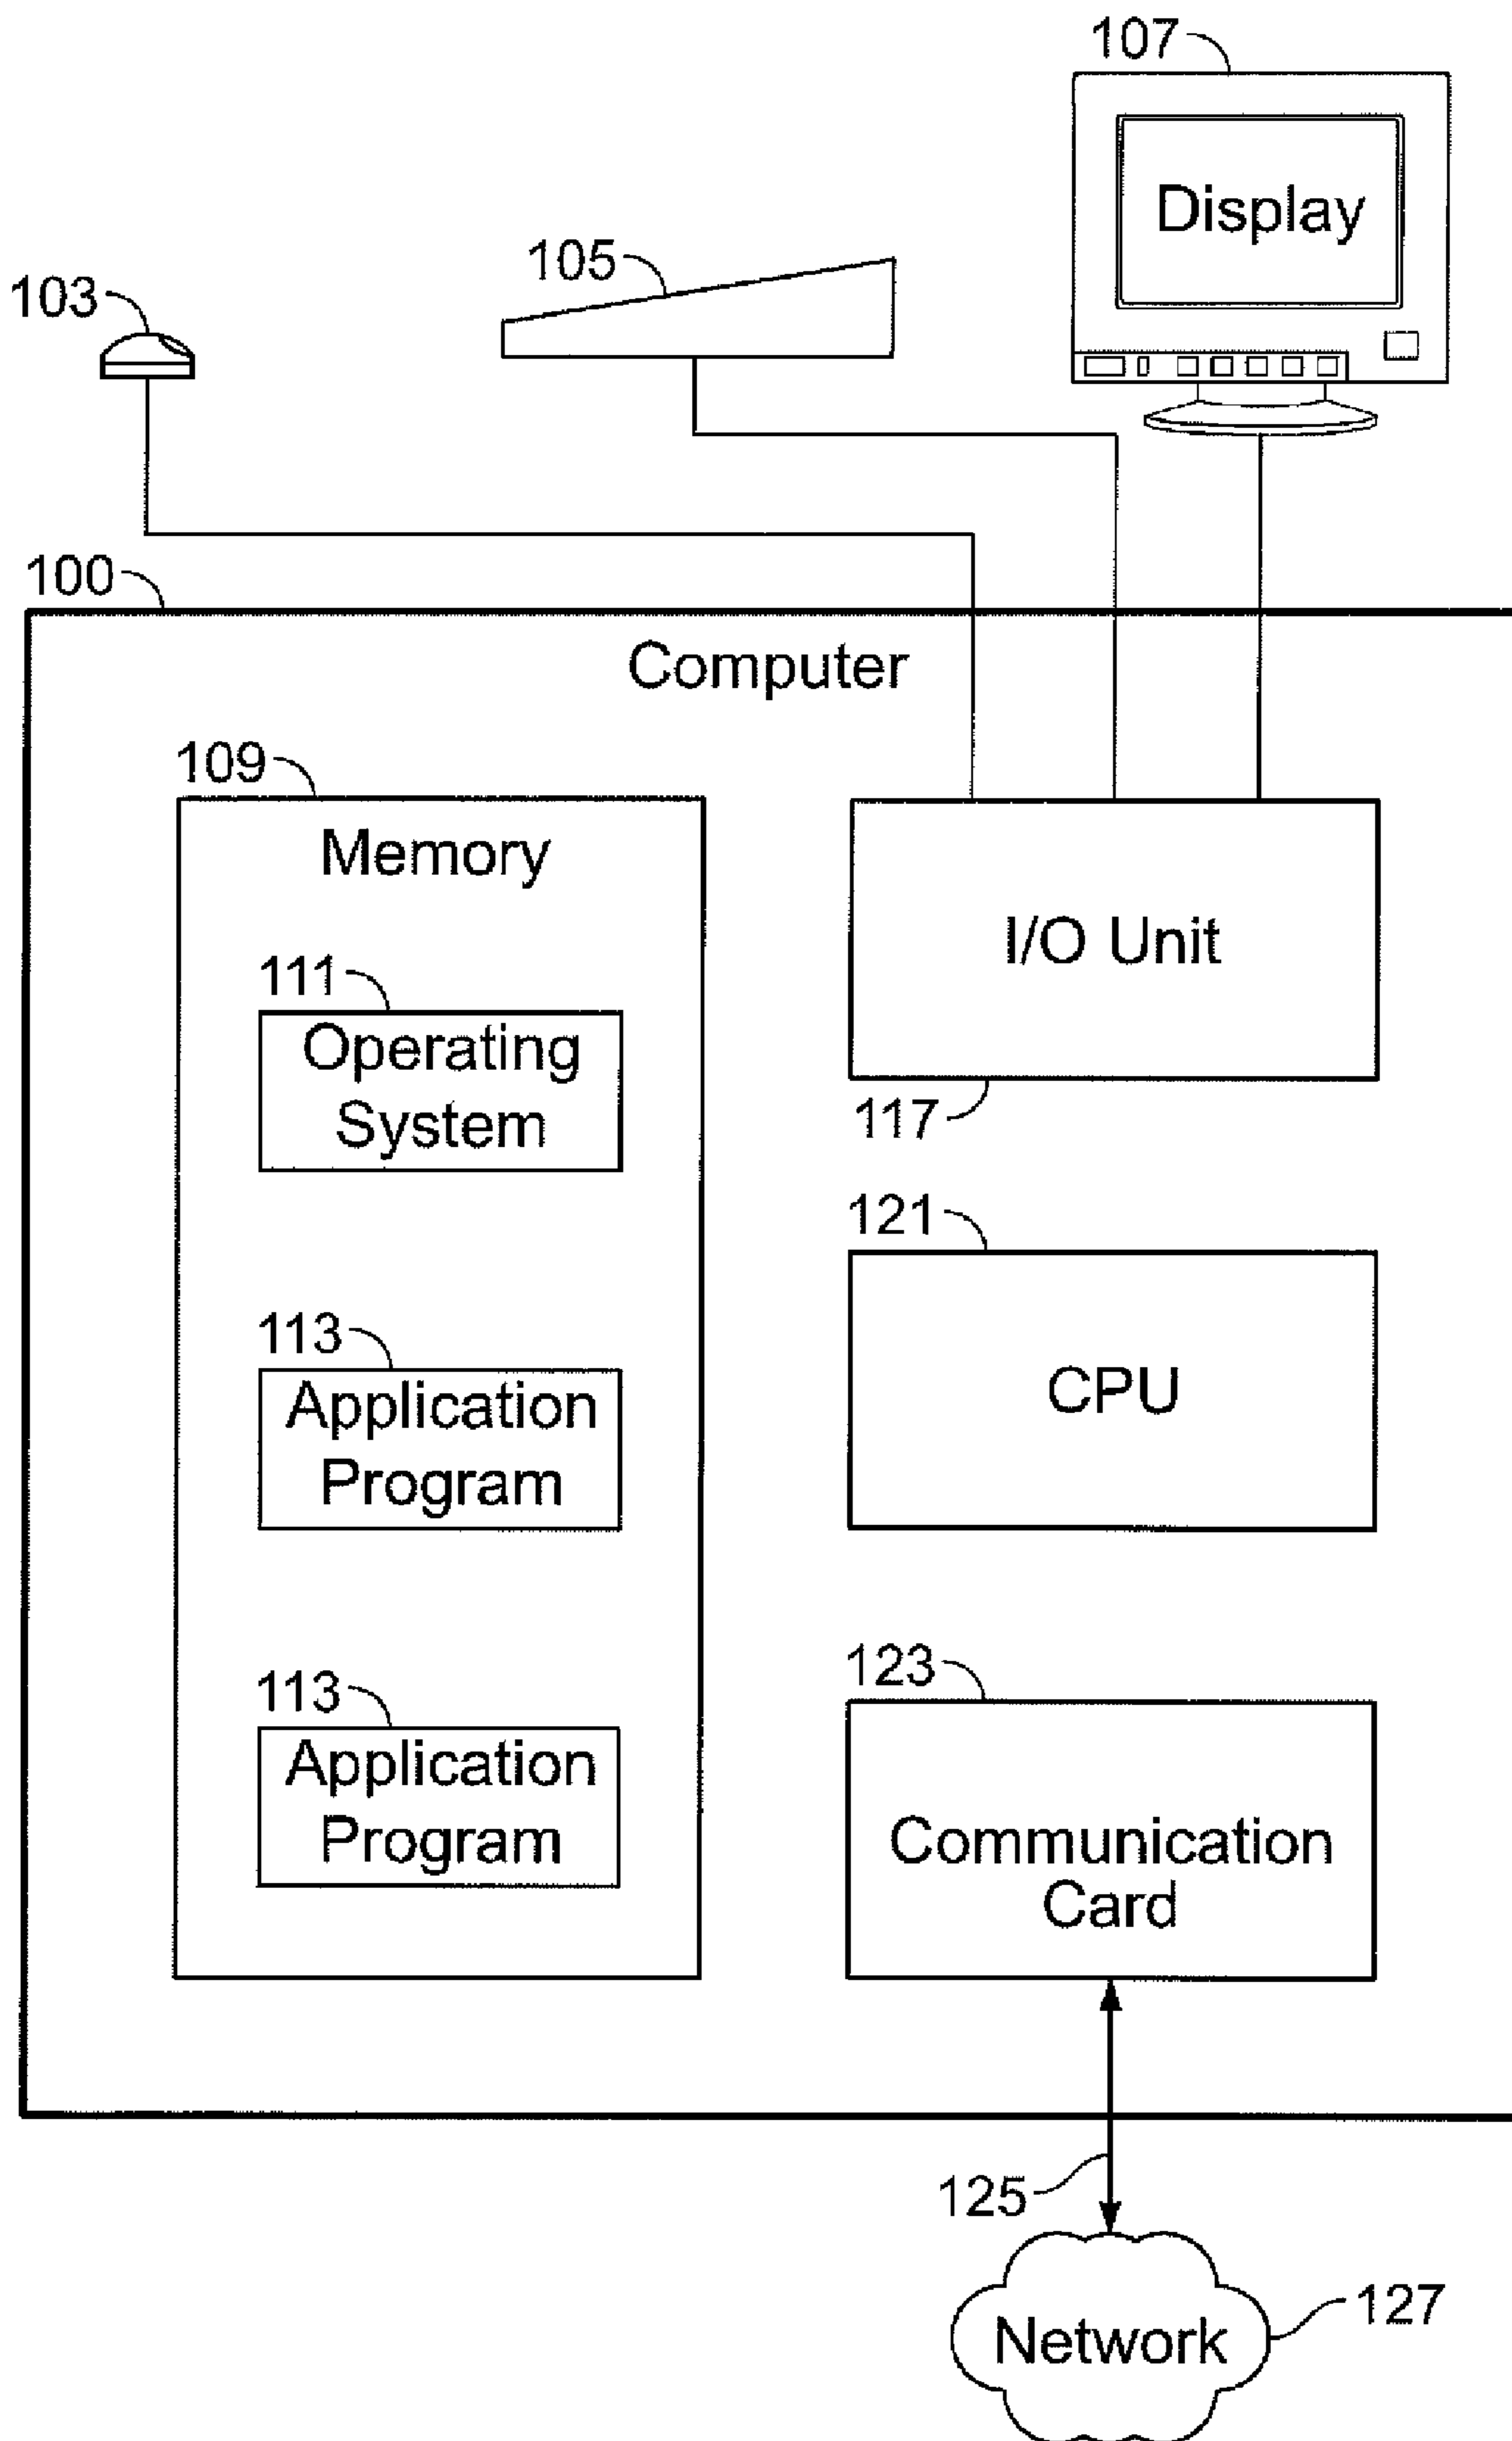 107
Display
105
103
100
Computer
109
Memory
I/O Unit
111
Operating
System
117
121
CPU
113
Application
Program
123
Communication
Card
113
Application
Program
125
127
Network